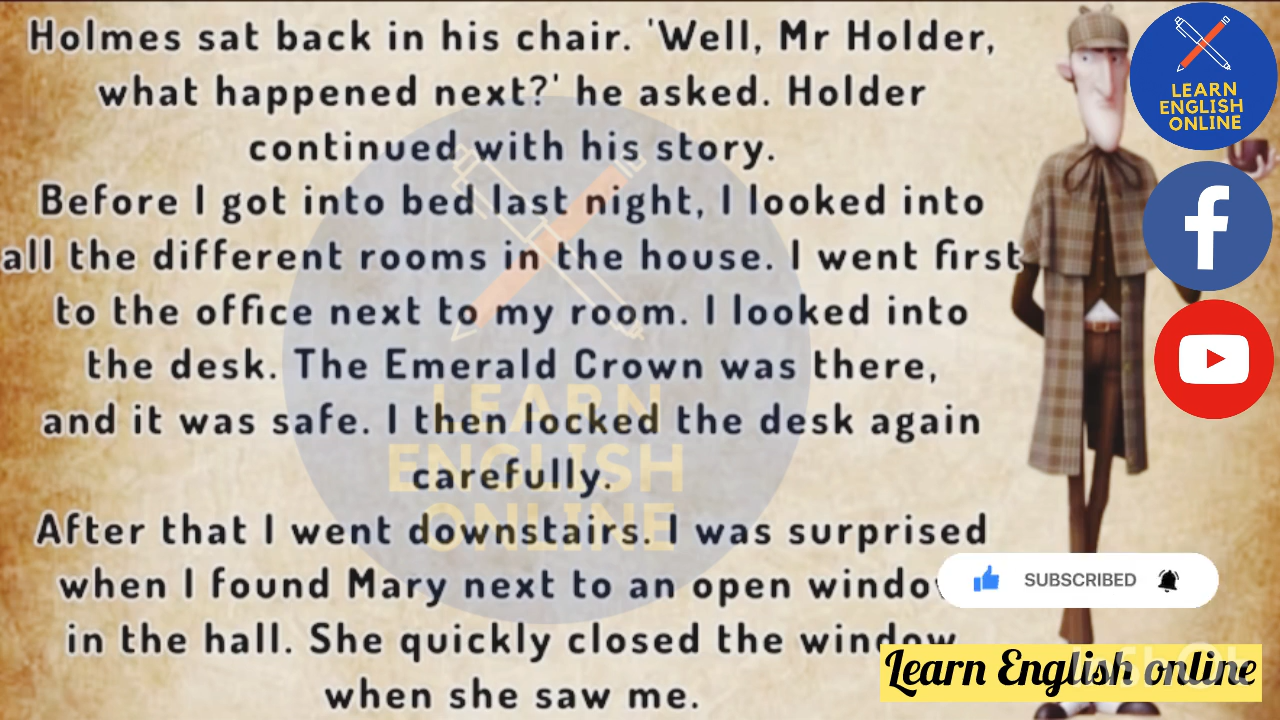 Holmes sat back in his chair. 'Well, Mr Holder,
what happened next?' he asked. Holder
continued with his story.
Before I got into bed last night, I looked into
all the different rooms in the house. I went first
to the office next to my room. I looked into
the desk. The Emerald Crown was there,
and it was safe. I then locked the desk again
carefully.
After that I went downstairs. I was surprised
when I found Mary next to an open window
in the hall. She quickly closed the window
when she saw me.
LEARN
ENGLISH
ONLINE
LEARN
ENGLISH
ONLINE
f
SUBSCRIBED
Learn English online